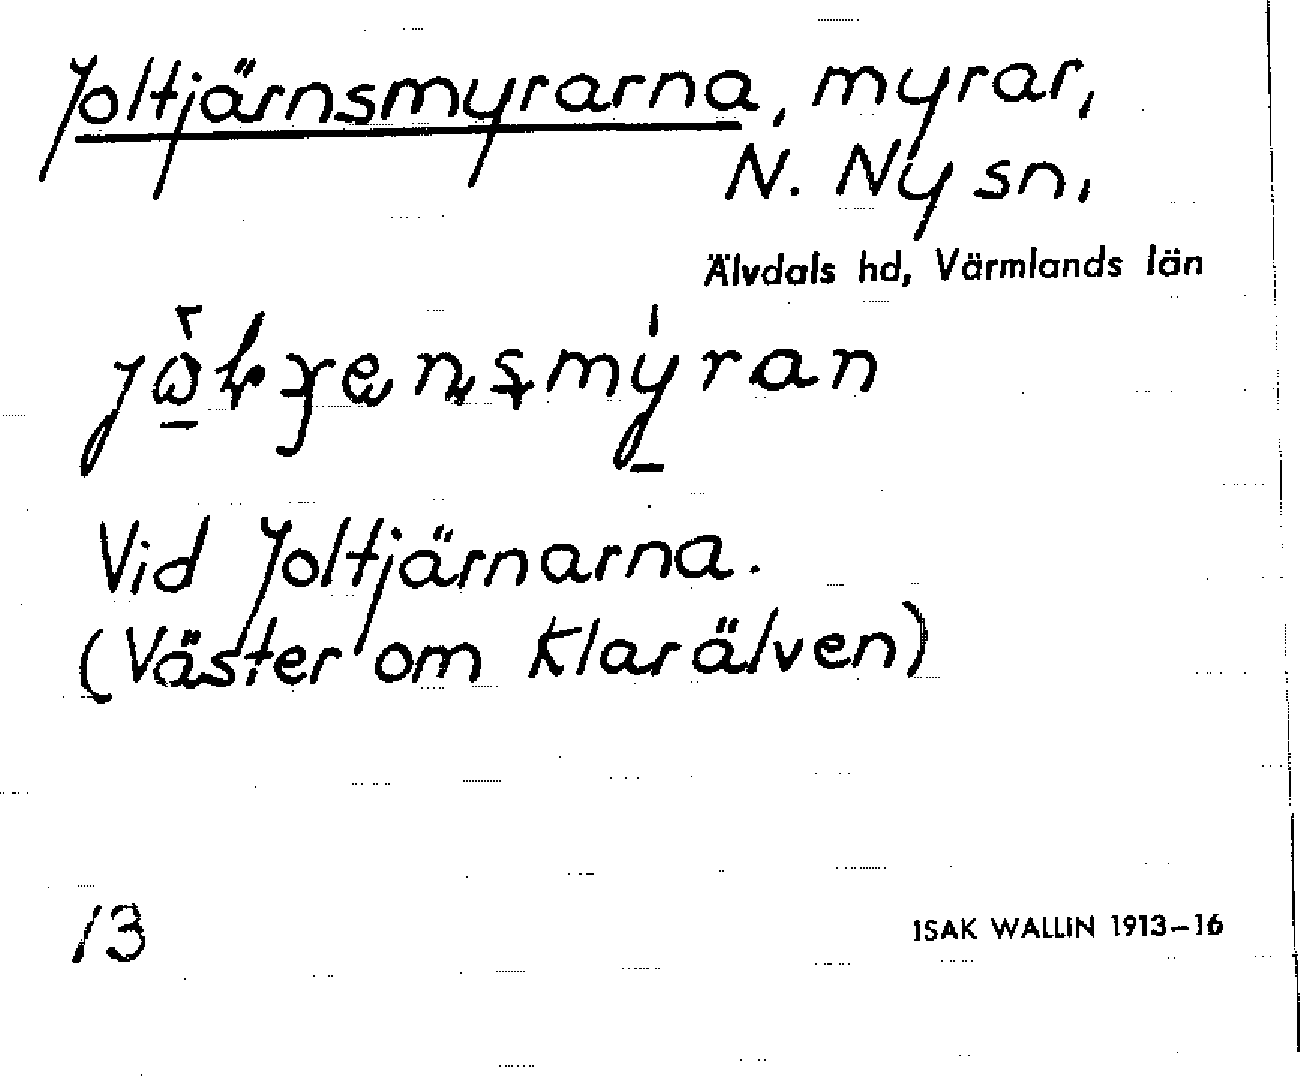 Joltjärnsmyrarna, myrar,
N. Ny sn,
Älvdals hd, Värmlands län
Vid Joltjärnarna.
(Väster om Klarälven)
13
ISAK WALLIN 1913–16